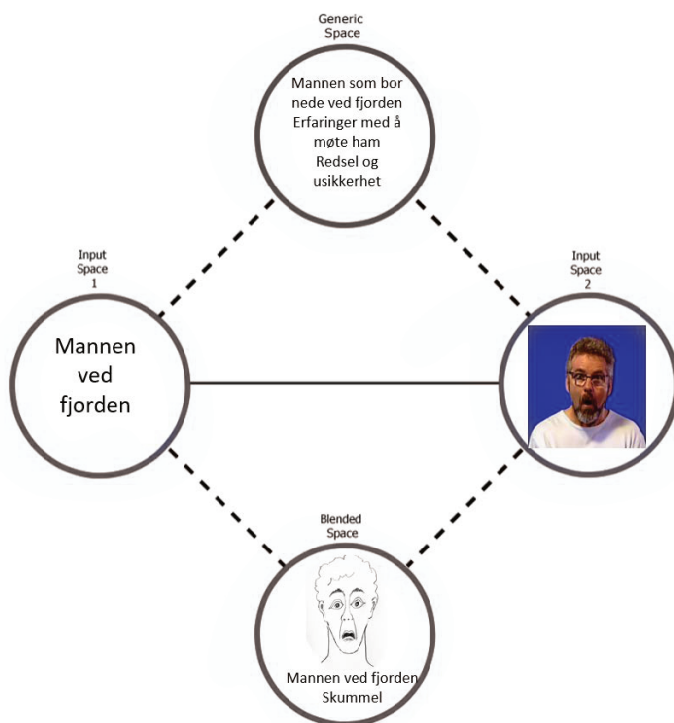 Generic
Space
Mannen som bor
nede ved fjorden
Erfaringer med å
møte ham
Redsel og
usikkerhet
Input
Space
1
Mannen
ved
fjorden
Input
Space
2
Blended
Space
Mannen ved fjorden
Skummel